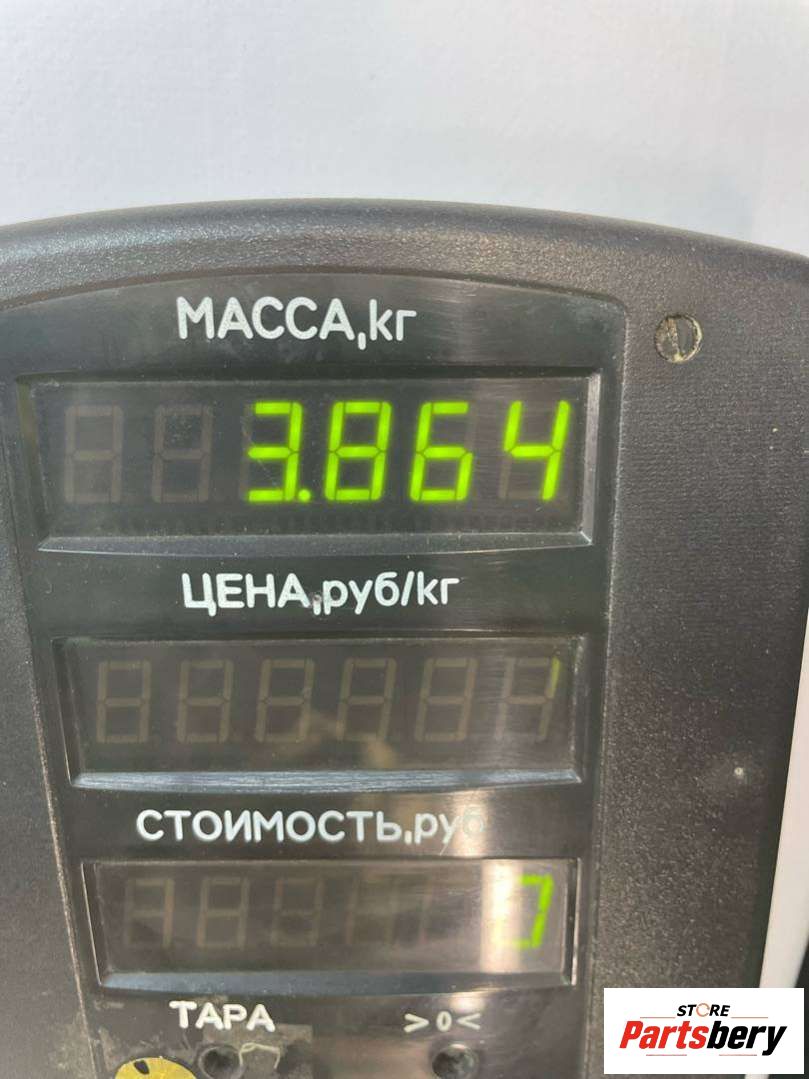 МАССА,кг
3.864
ЦЕНА,руб/кг
СТОИМОСТЬ,руб
ТАРА >0<
STORE
Partsbery